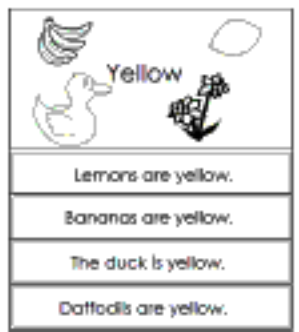 Yellow
Lemons are yellow.
Bananas are yellow.
The duck is yellow.
Daffodils are yellow.